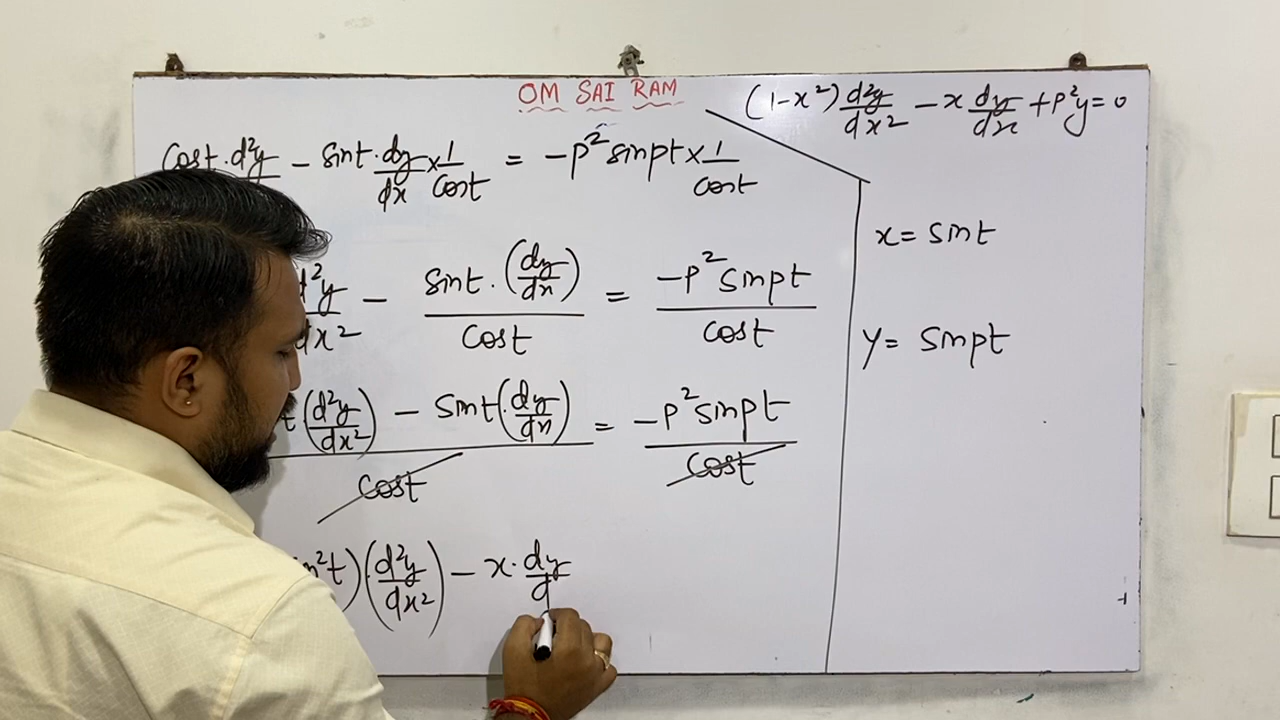 OM SAI RAM
(1-x²) d²y/dx² - x dy/dx + p²y = 0
cost · d²y - sint · dy/dx × 1/cost = -p² sinpt × 1/cost
x = sint
d²y/dx² - sint · (dy/dx)/cost = -p² sinpt/cost
y = sinpt
t (d²y/dx²) - sint (dy/dx) / cost = -p² sinpt/cost
n²t) · (d²y/dx²) - x · dy/d